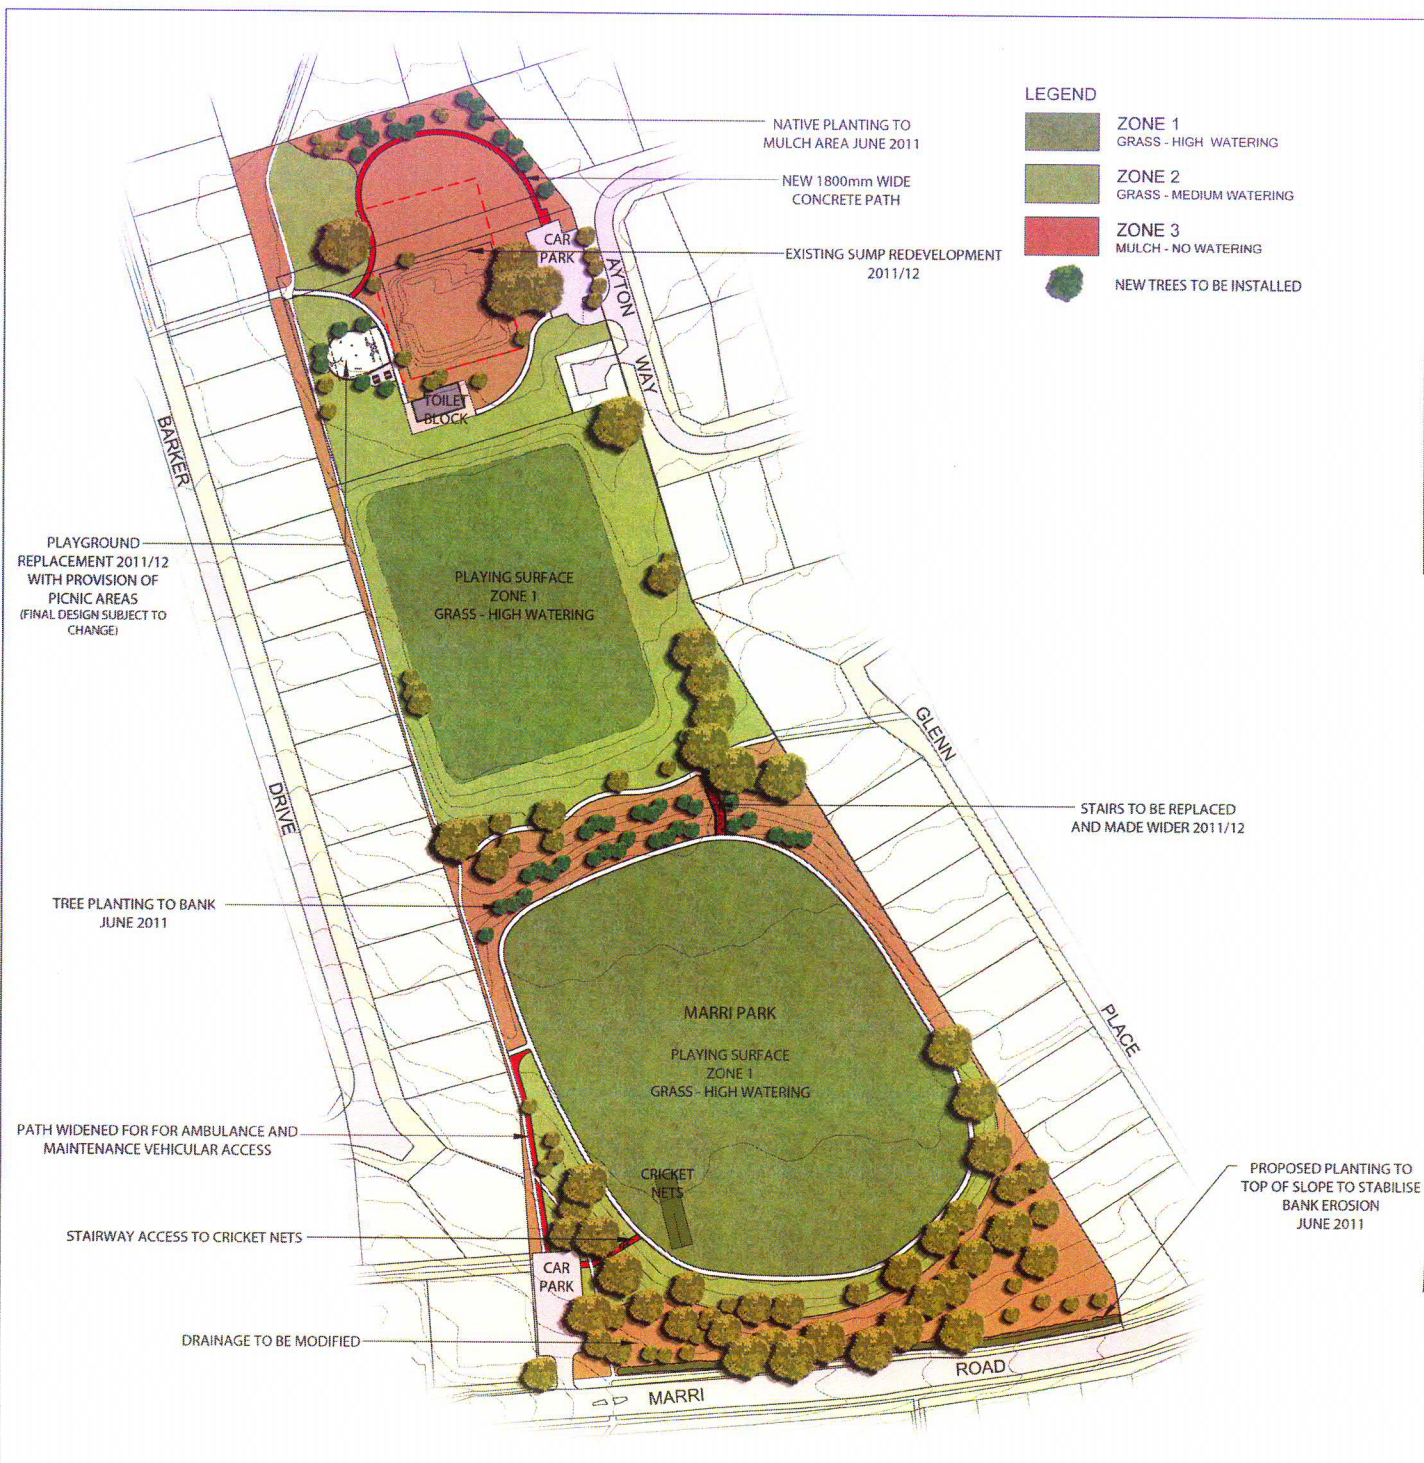 LEGEND
ZONE 1
GRASS - HIGH WATERING
ZONE 2
GRASS - MEDIUM WATERING
ZONE 3
MULCH - NO WATERING
NEW TREES TO BE INSTALLED
NATIVE PLANTING TO
MULCH AREA JUNE 2011
NEW 1800mm WIDE
CONCRETE PATH
EXISTING SUMP REDEVELOPMENT
2011/12
CAR
PARK
AYTON
WAY
TOILET
BLOCK
BARKER
DRIVE
PLAYGROUND
REPLACEMENT 2011/12
WITH PROVISION OF
PICNIC AREAS
(FINAL DESIGN SUBJECT TO
CHANGE)
PLAYING SURFACE
ZONE 1
GRASS - HIGH WATERING
GLENN
PLACE
STAIRS TO BE REPLACED
AND MADE WIDER 2011/12
TREE PLANTING TO BANK
JUNE 2011
MARRI PARK
PLAYING SURFACE
ZONE 1
GRASS - HIGH WATERING
PATH WIDENED FOR FOR AMBULANCE AND
MAINTENANCE VEHICULAR ACCESS
CRICKET
NETS
PROPOSED PLANTING TO
TOP OF SLOPE TO STABILISE
BANK EROSION
JUNE 2011
STAIRWAY ACCESS TO CRICKET NETS
CAR
PARK
DRAINAGE TO BE MODIFIED
MARRI
ROAD